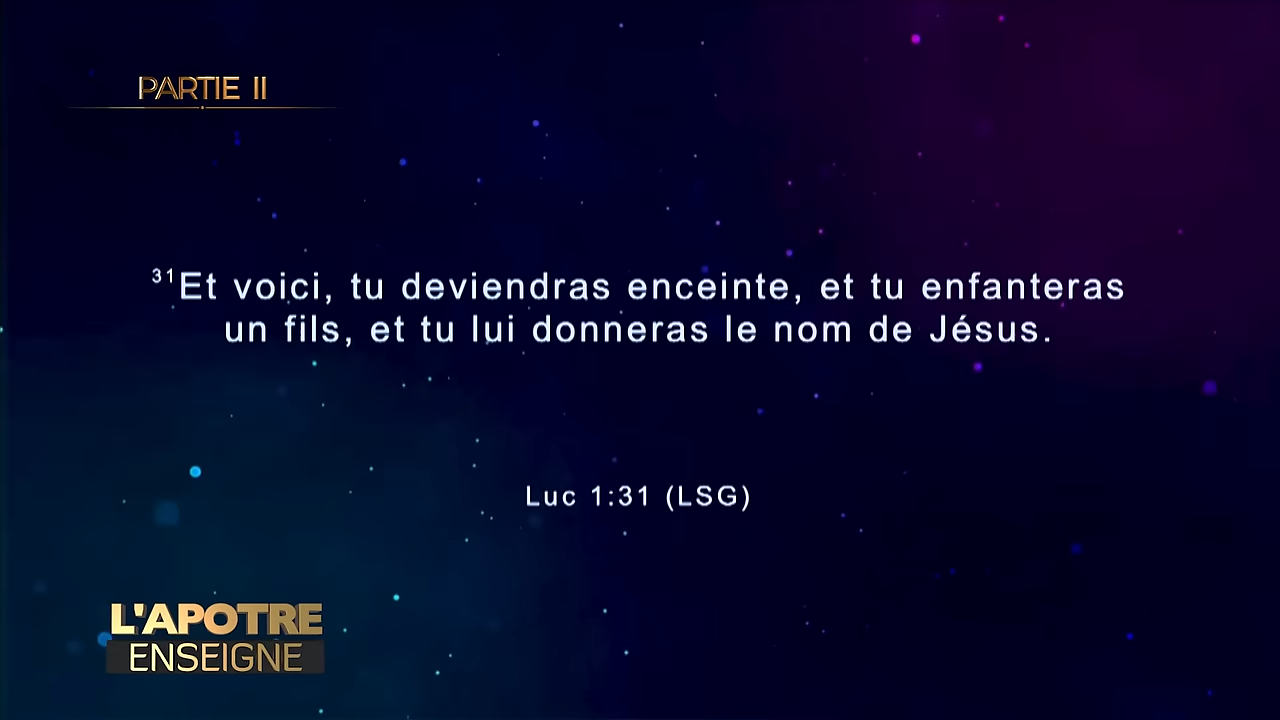 PARTIE II
³¹Et voici, tu deviendras enceinte, et tu enfanteras
un fils, et tu lui donneras le nom de Jésus.
Luc 1:31 (LSG)
L'APOTRE
ENSEIGNE